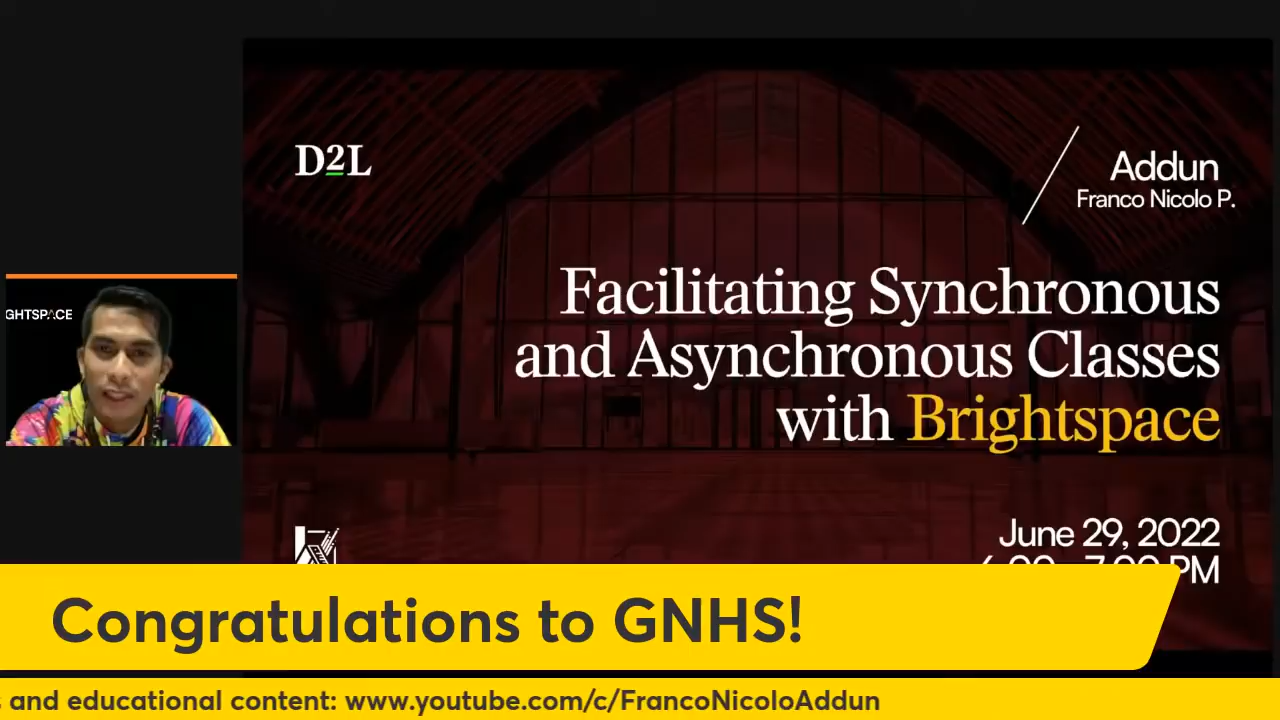 D2L
Addun
Franco Nicolo P.
Facilitating Synchronous
and Asynchronous Classes
with Brightspace
GHTSPACE
June 29, 2022
PM
Congratulations to GNHS!
and educational content: www.youtube.com/c/FrancoNicoloAddun